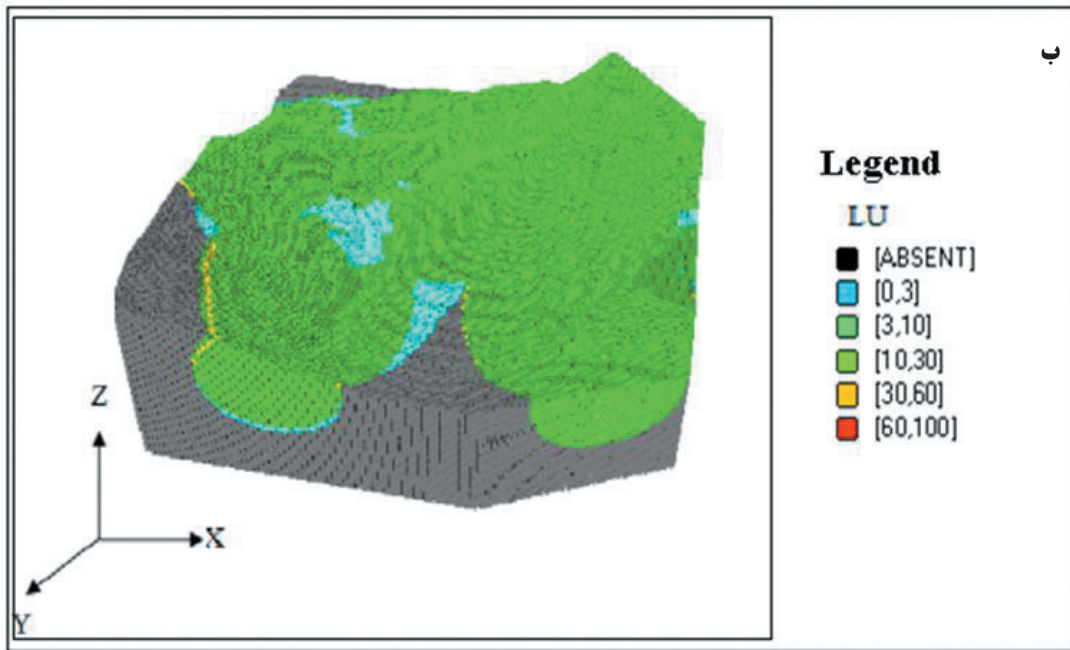 ب
Legend
LU
[ABSENT]
[0,3]
[3,10]
[10,30]
[30,60]
[60,100]
Z
X
Y